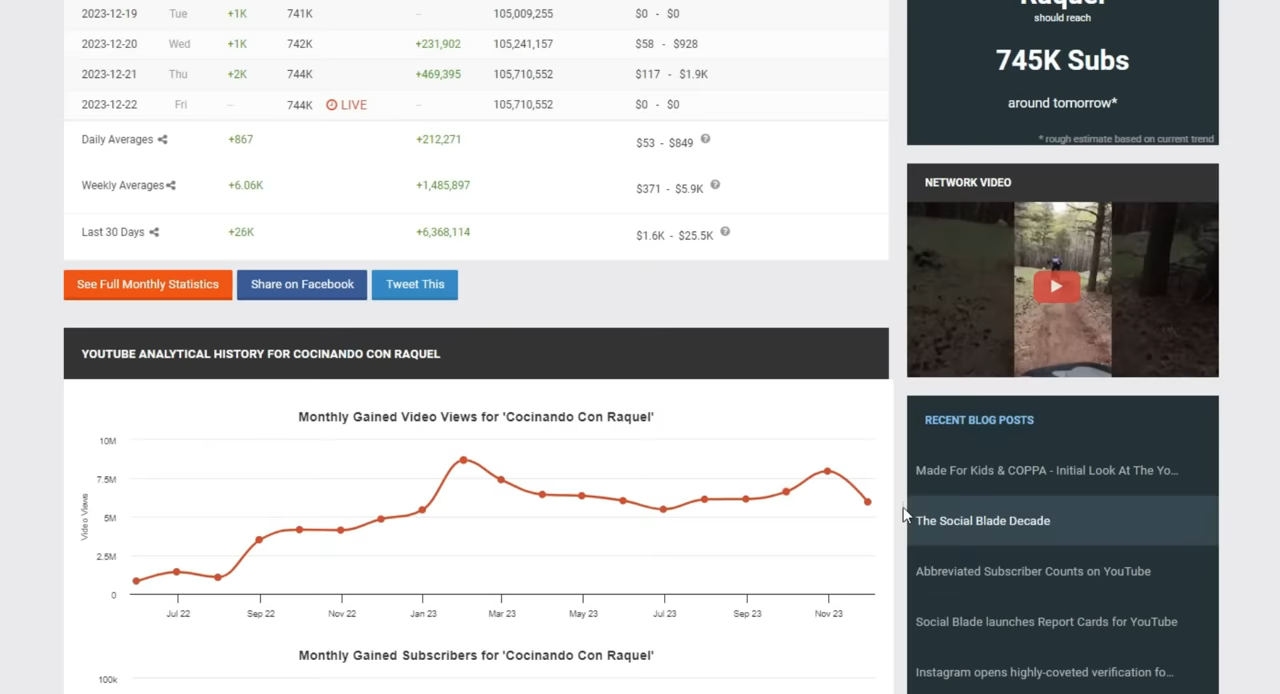 2023-12-19 Tue +1K 741K -- 105,009,255 $0 - $0
2023-12-20 Wed +1K 742K +231,902 105,241,157 $58 - $928
2023-12-21 Thu +2K 744K +469,395 105,710,552 $117 - $1.9K
2023-12-22 Fri -- 744K LIVE -- 105,710,552 $0 - $0
Daily Averages +867 +212,271 $53 - $849 ?
Weekly Averages +6.06K +1,485,897 $371 - $5.9K ?
Last 30 Days +26K +6,368,114 $1.6K - $25.5K ?
See Full Monthly Statistics Share on Facebook Tweet This
YOUTUBE ANALYTICAL HISTORY FOR COCINANDO CON RAQUEL
Monthly Gained Video Views for 'Cocinando Con Raquel'
Video Views
10M
7.5M
5M
2.5M
0
Jul 22 Sep 22 Nov 22 Jan 23 Mar 23 May 23 Jul 23 Sep 23 Nov 23
Monthly Gained Subscribers for 'Cocinando Con Raquel'
100k
Raquel
should reach
745K Subs
around tomorrow*
* rough estimate based on current trend
NETWORK VIDEO
RECENT BLOG POSTS
Made For Kids & COPPA - Initial Look At The Yo...
The Social Blade Decade
Abbreviated Subscriber Counts on YouTube
Social Blade launches Report Cards for YouTube
Instagram opens highly-coveted verification fo...